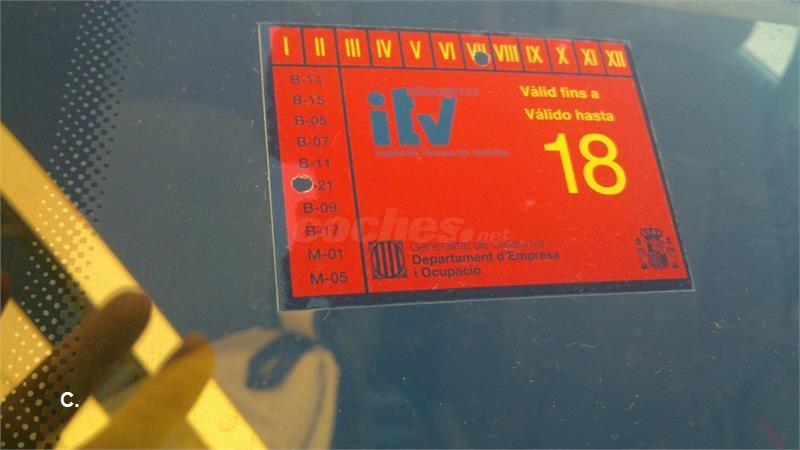 I II III IV V VI VII VIII IX X XI XII
B-14
B-15
B-05
B-07
B-11
-21
B-09
B-17
M-01
M-05
itv
Inspecció Tècnica de Vehicles
Vàlid fins a
Válido hasta
18
poches.net
Generalitat de Catalunya
Departament d'Empresa
i Ocupació
C.